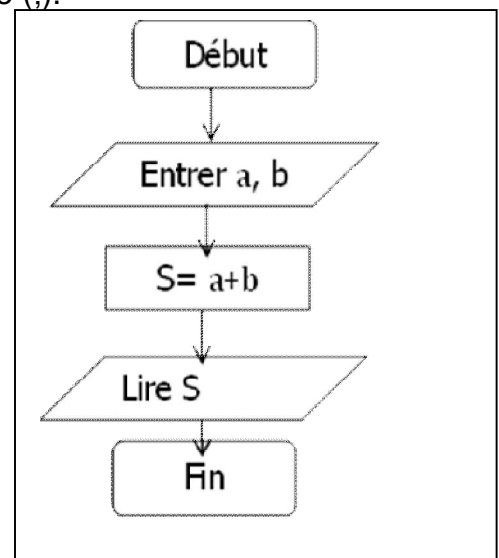 Début
Entrer a, b
S= a+b
Lire S
Fin